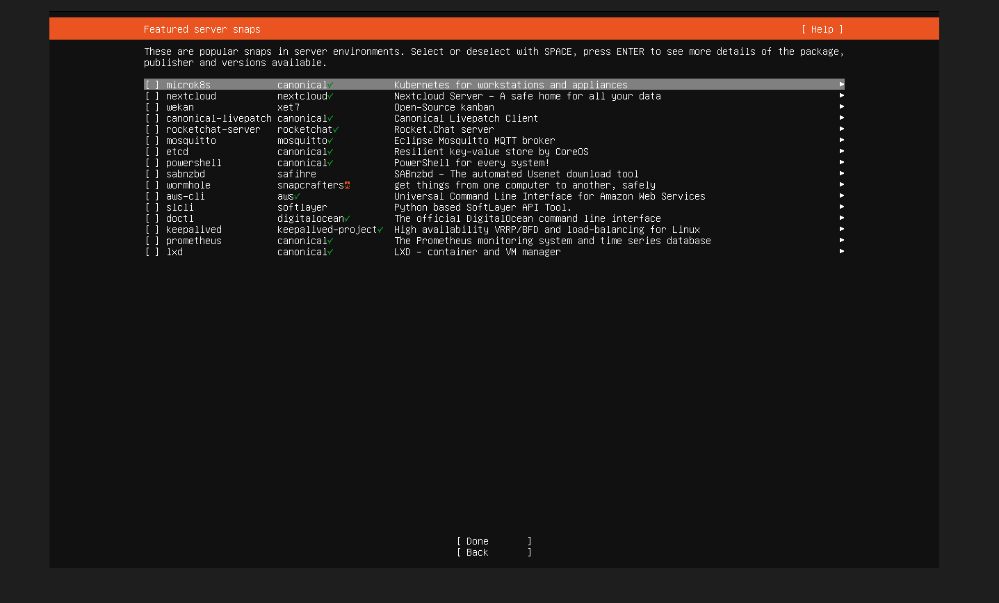 Featured server snaps [ Help ]
These are popular snaps in server environments. Select or deselect with SPACE, press ENTER to see more details of the package,
publisher and versions available.
[ ] microk8s canonical✓ Kubernetes for workstations and appliances ▸
[ ] nextcloud nextcloud✓ Nextcloud Server - A safe home for all your data ▸
[ ] wekan xet7 Open-Source kanban ▸
[ ] canonical-livepatch canonical✓ Canonical Livepatch Client ▸
[ ] rocketchat-server rocketchat✓ Rocket.Chat server ▸
[ ] mosquitto mosquitto✓ Eclipse Mosquitto MQTT broker ▸
[ ] etcd canonical✓ Resilient key-value store by CoreOS ▸
[ ] powershell canonical✓ PowerShell for every system! ▸
[ ] sabnzbd safihre SABnzbd - The automated Usenet download tool ▸
[ ] wormhole snapcrafters get things from one computer to another, safely ▸
[ ] aws-cli aws✓ Universal Command Line Interface for Amazon Web Services ▸
[ ] slcli softlayer Python based SoftLayer API Tool. ▸
[ ] doctl digitalocean✓ The official DigitalOcean command line interface ▸
[ ] keepalived keepalived-project✓ High availability VRRP/BFD and load-balancing for Linux ▸
[ ] prometheus canonical✓ The Prometheus monitoring system and time series database ▸
[ ] lxd canonical✓ LXD - container and VM manager ▸
[ Done ]
[ Back ]